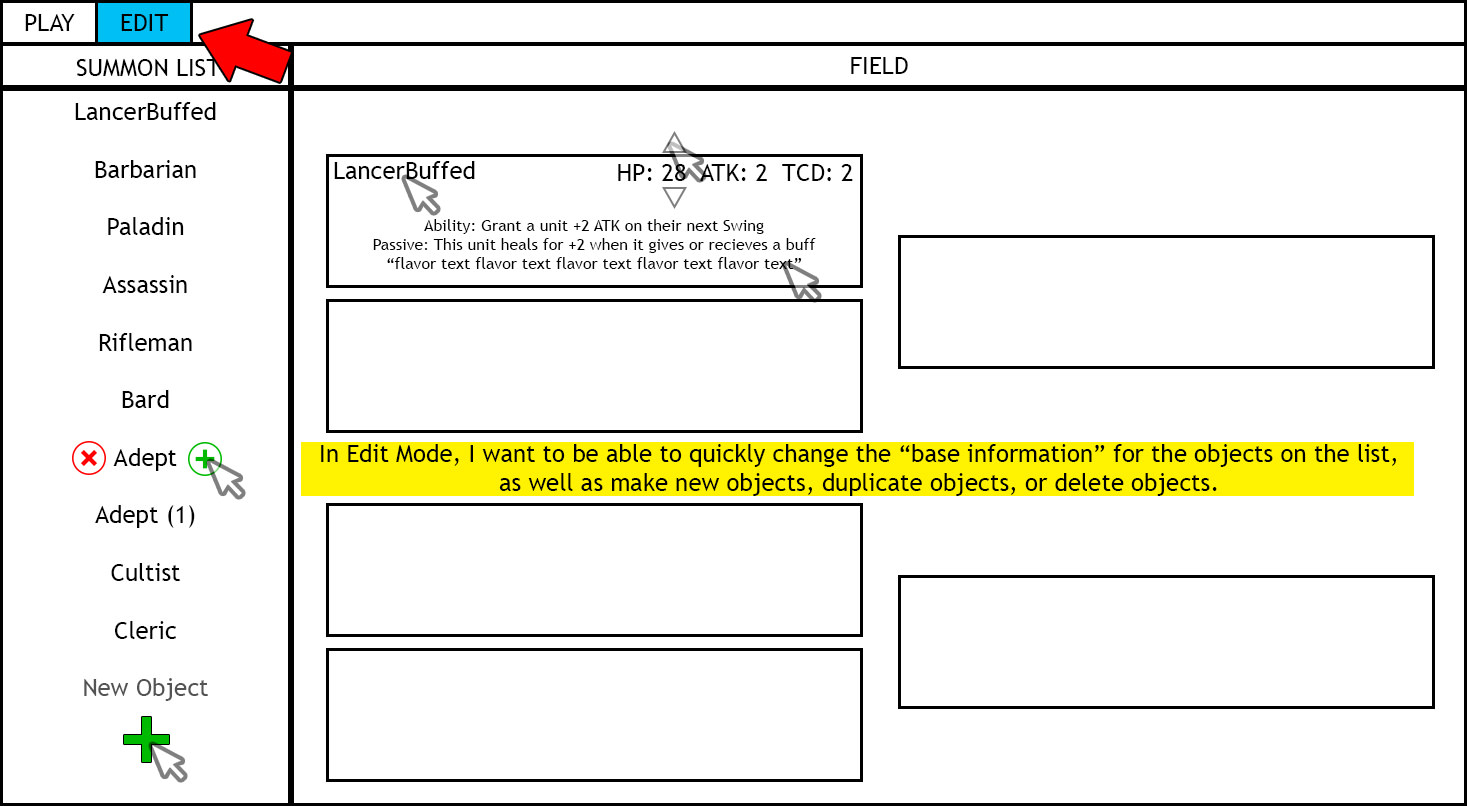 PLAY
EDIT
SUMMON LIST
FIELD
LancerBuffed
Barbarian
Paladin
Assassin
Rifleman
Bard
Adept
Adept (1)
Cultist
Cleric
New Object
LancerBuffed
HP: 28 ATK: 2 TCD: 2
Ability: Grant a unit +2 ATK on their next Swing
Passive: This unit heals for +2 when it gives or recieves a buff
“flavor text flavor text flavor text flavor text flavor text”
In Edit Mode, I want to be able to quickly change the “base information” for the objects on the list,
as well as make new objects, duplicate objects, or delete objects.